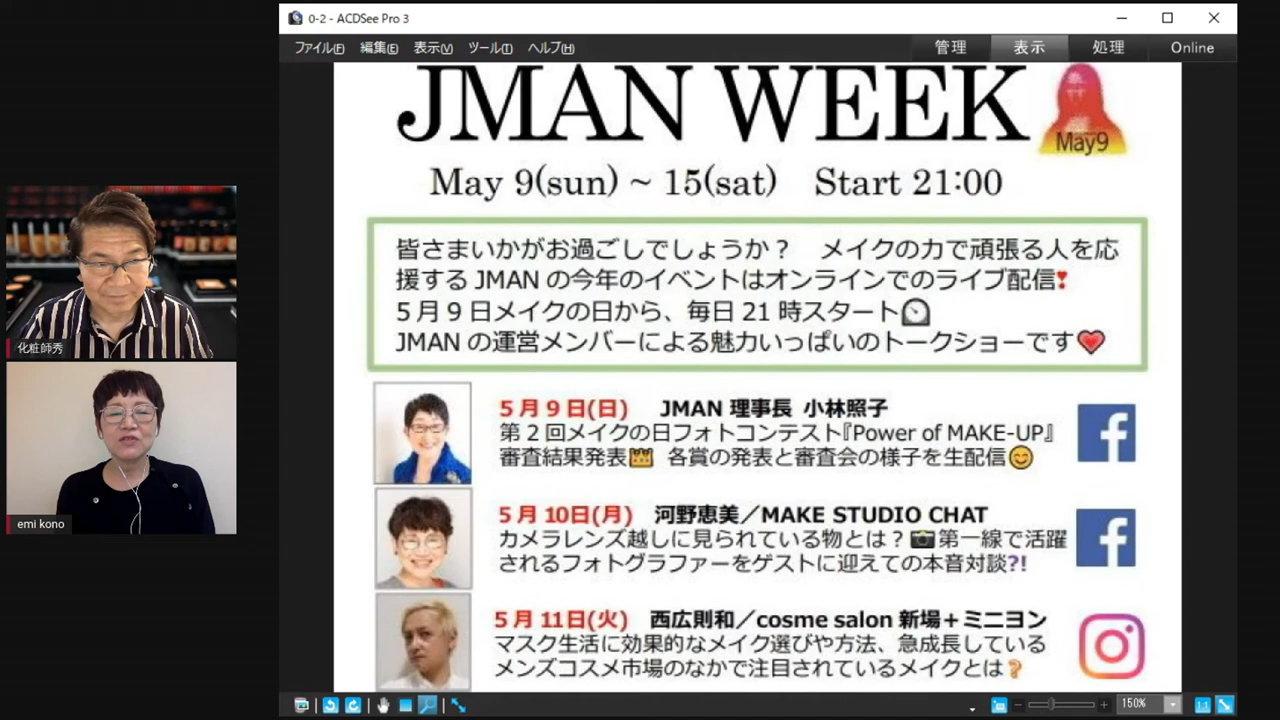 0-2 - ACDSee Pro 3
ファイル(F) 編集(E) 表示(V) ツール(T) ヘルプ(H) 管理 表示 処理 Online
JMAN WEEK
May9
May 9(sun) ~ 15(sat) Start 21:00
皆さまいかがお過ごしでしょうか？ メイクの力で頑張る人を応
援する JMAN の今年のイベントはオンラインでのライブ配信❣
5月9日メイクの日から、毎日 21 時スタート🕰
JMAN の運営メンバーによる魅力いっぱいのトークショーです❤
5月9日(日) JMAN 理事長 小林照子
第2回メイクの日フォトコンテスト『Power of MAKE-UP』
審査結果発表👑 各賞の発表と審査会の様子を生配信😊
5月10日(月) 河野恵美／MAKE STUDIO CHAT
カメラレンズ越しに見られている物とは？📸第一線で活躍
されるフォトグラファーをゲストに迎えての本音対談⁈
5月11日(火) 西広則和／cosme salon 新場＋ミニヨン
マスク生活に効果的なメイク選びや方法、急成長している
メンズコスメ市場のなかで注目されているメイクとは❓
化粧師秀
emi kono
150%
1:1